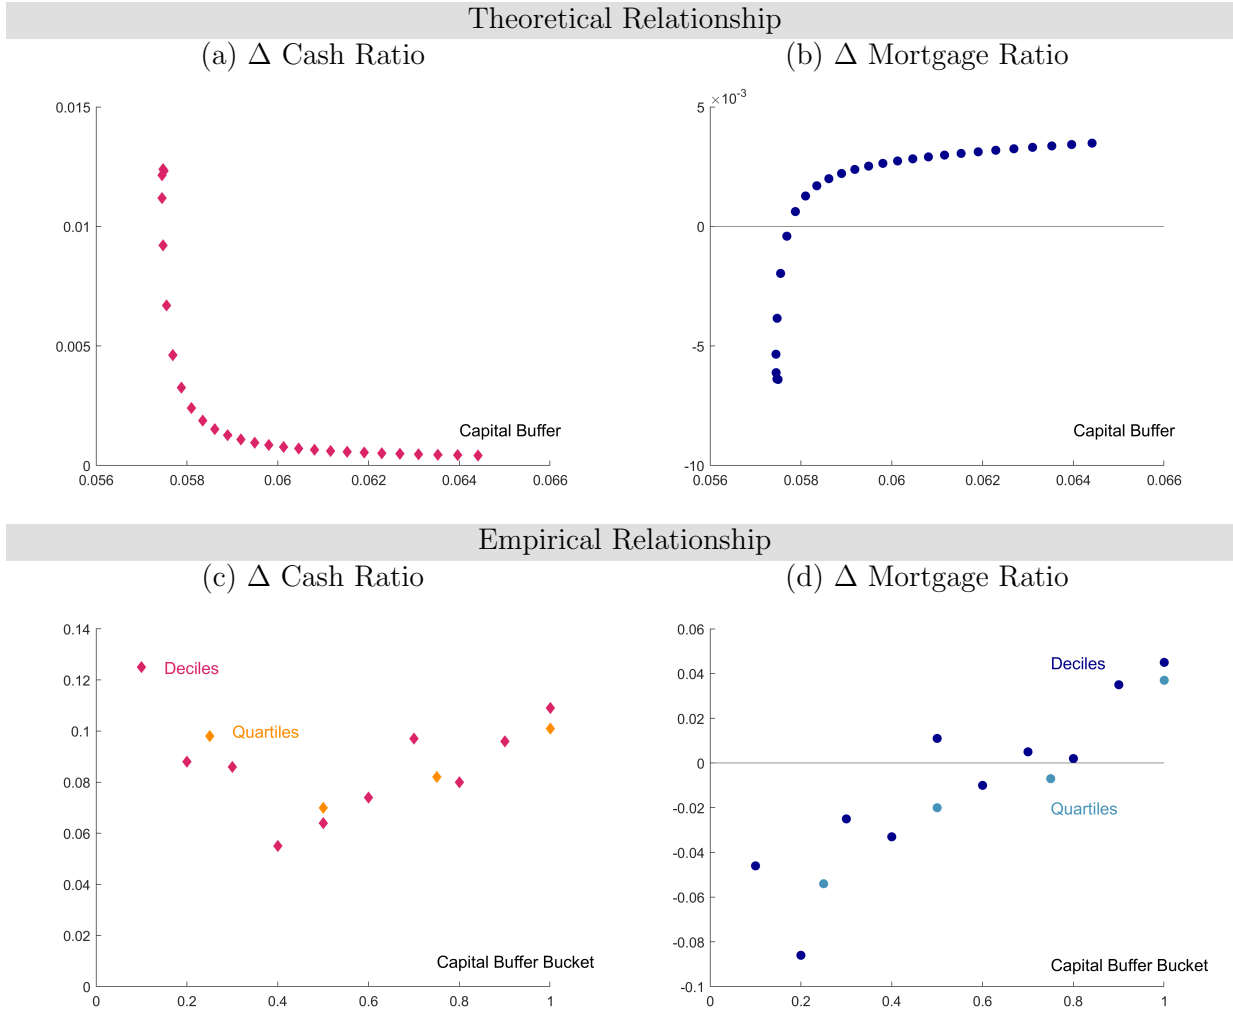 Theoretical Relationship
(a) Δ Cash Ratio
(b) Δ Mortgage Ratio
0.015
0.01
0.005
0
0.056 0.058 0.06 0.062 0.064 0.066
Capital Buffer
×10⁻³
5
0
-5
-10
0.056 0.058 0.06 0.062 0.064 0.066
Capital Buffer
Empirical Relationship
(c) Δ Cash Ratio
(d) Δ Mortgage Ratio
0.14
0.12
0.1
0.08
0.06
0.04
0.02
0
0 0.2 0.4 0.6 0.8 1
Deciles
Quartiles
Capital Buffer Bucket
0.06
0.04
0.02
0
-0.02
-0.04
-0.06
-0.08
-0.1
0 0.2 0.4 0.6 0.8 1
Deciles
Quartiles
Capital Buffer Bucket